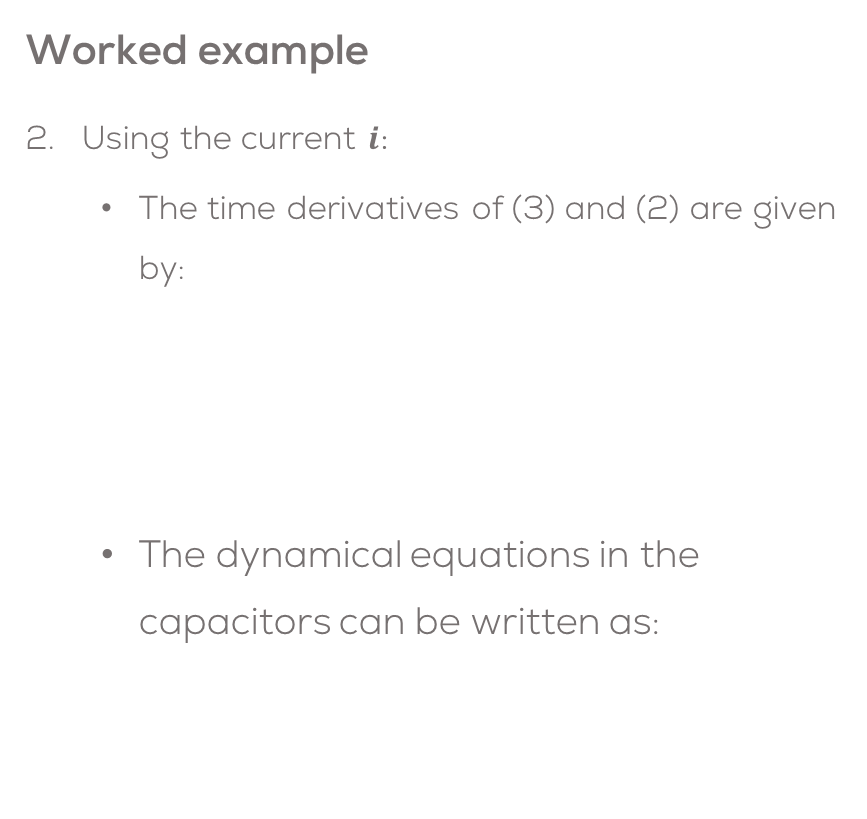 Worked example
2. Using the current i:
• The time derivatives of (3) and (2) are given
by:
• The dynamical equations in the
capacitors can be written as: